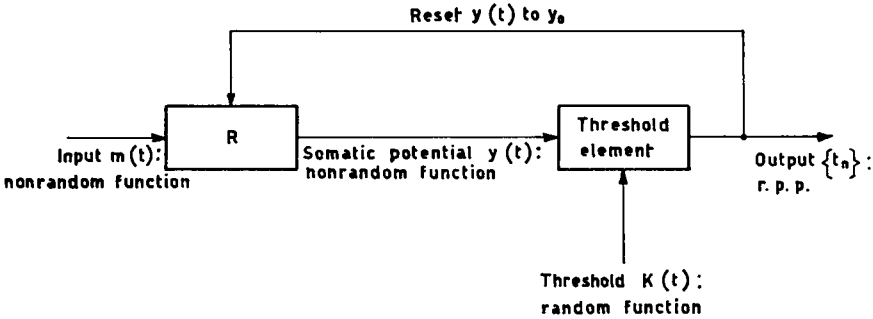 Reset y(t) to y₀
R
Threshold
element
Input m(t):
nonrandom function
Somatic potential y(t):
nonrandom function
Output {tₙ}:
r. p. p.
Threshold K(t):
random function